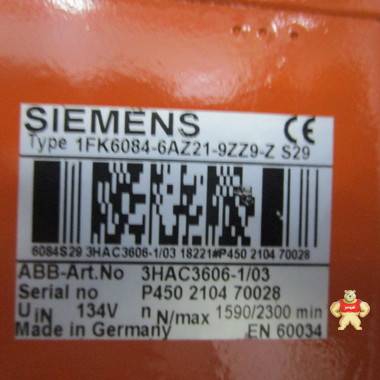 SIEMENS CE
Type 1FK6084-6AZ21-9ZZ9-Z S29
6084S29 3HAC3606-1/03 18221#P450 2104 70028
ABB-Art.No 3HAC3606-1/03
Serial no P450 2104 70028
U IN 134V n N/max 1590/2300 min
Made in Germany EN 60034